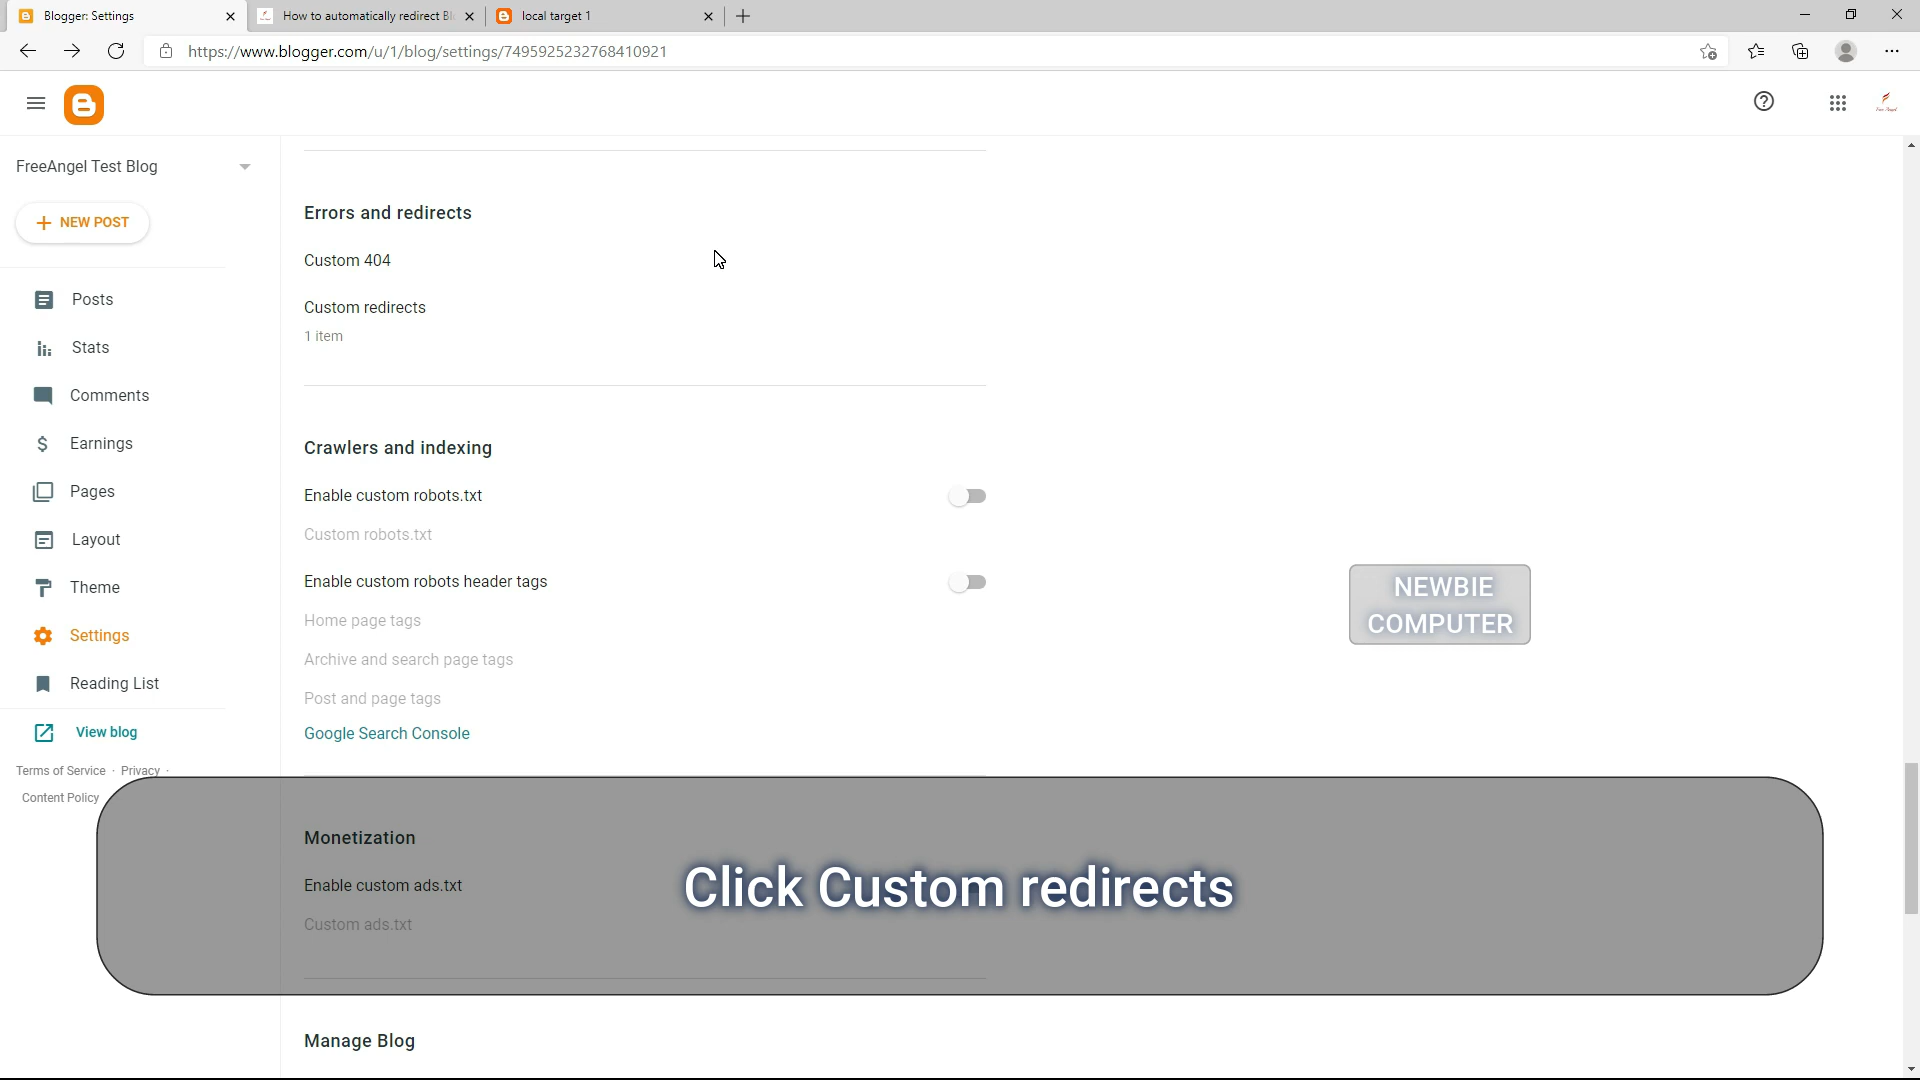 Blogger: Settings
How to automatically redirect Bl
local target 1
https://www.blogger.com/u/1/blog/settings/7495925232768410921
FreeAngel Test Blog
NEW POST
Posts
Stats
Comments
Earnings
Pages
Layout
Theme
Settings
Reading List
View blog
Terms of Service · Privacy ·
Content Policy
Errors and redirects
Custom 404
Custom redirects
1 item
Crawlers and indexing
Enable custom robots.txt
Custom robots.txt
Enable custom robots header tags
Home page tags
Archive and search page tags
Post and page tags
Google Search Console
NEWBIE
COMPUTER
Monetization
Enable custom ads.txt
Custom ads.txt
Click Custom redirects
Manage Blog